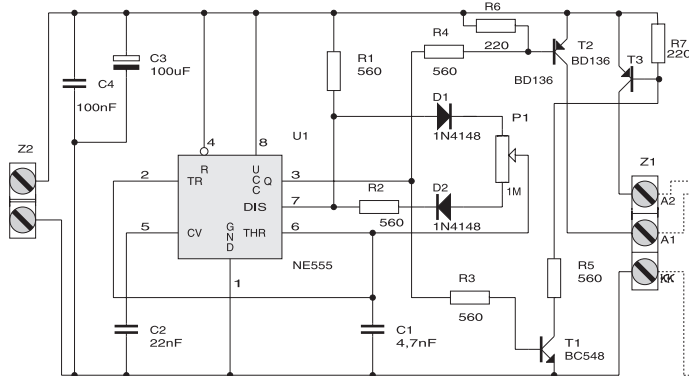 R6
220
R4
560
T2
BD136
BD136
T3
R7
220
C3
100uF
C4
100nF
R1
560
D1
1N4148
P1
1M
Z2
U1
4
8
2
3
7
5
6
1
R
TR
UCC
Q
DIS
CV
GND
THR
NE555
R2
560
D2
1N4148
Z1
A2
A1
KK
R3
560
R5
560
C2
22nF
C1
4,7nF
T1
BC548